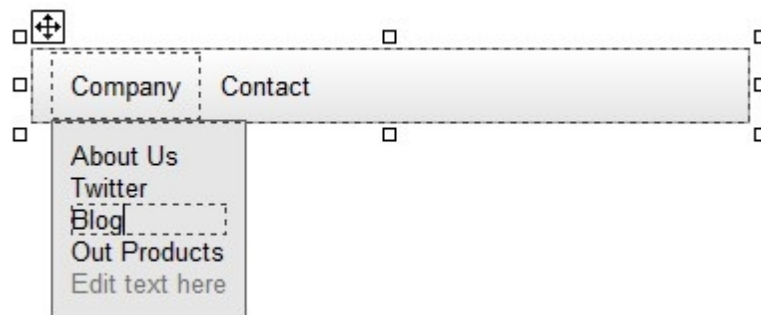 Company Contact
About Us
Twitter
Blog
Out Products
Edit text here